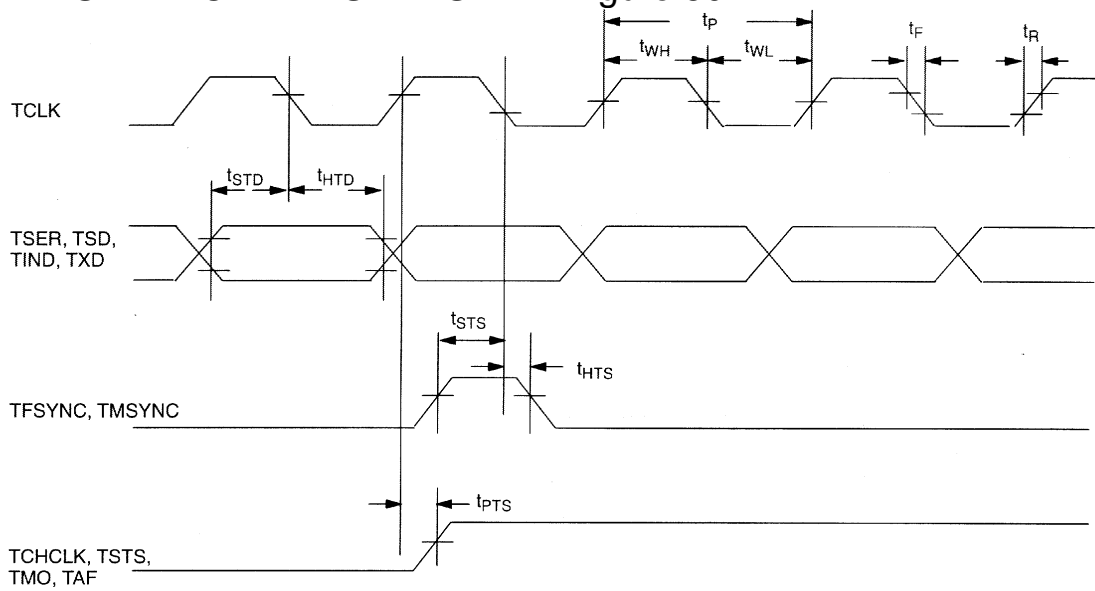 tP
tWH tWL tF tR
TCLK
tSTD tHTD
TSER, TSD,
TIND, TXD
tSTS
tHTS
TFSYNC, TMSYNC
tPTS
TCHCLK, TSTS,
TMO, TAF